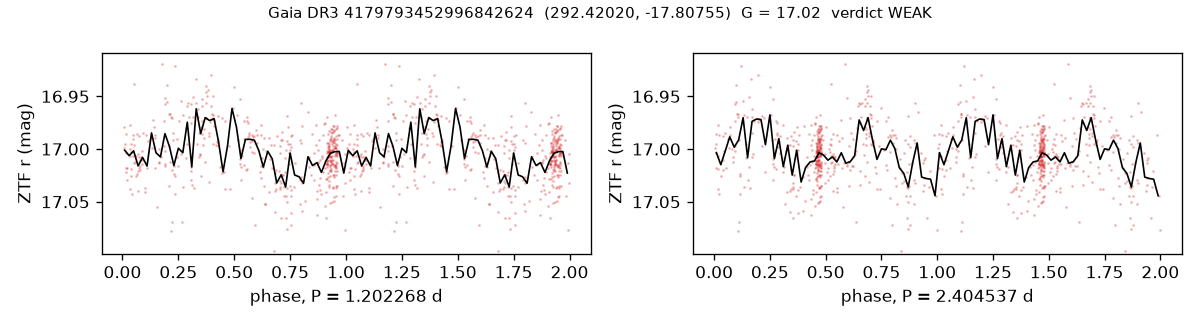 Gaia DR3 4179793452996842624 (292.42020, -17.80755) G = 17.02 verdict WEAK
ZTF r (mag)
16.95
17.00
17.05
0.00 0.25 0.50 0.75 1.00 1.25 1.50 1.75 2.00
phase, P = 1.202268 d
ZTF r (mag)
16.95
17.00
17.05
0.00 0.25 0.50 0.75 1.00 1.25 1.50 1.75 2.00
phase, P = 2.404537 d